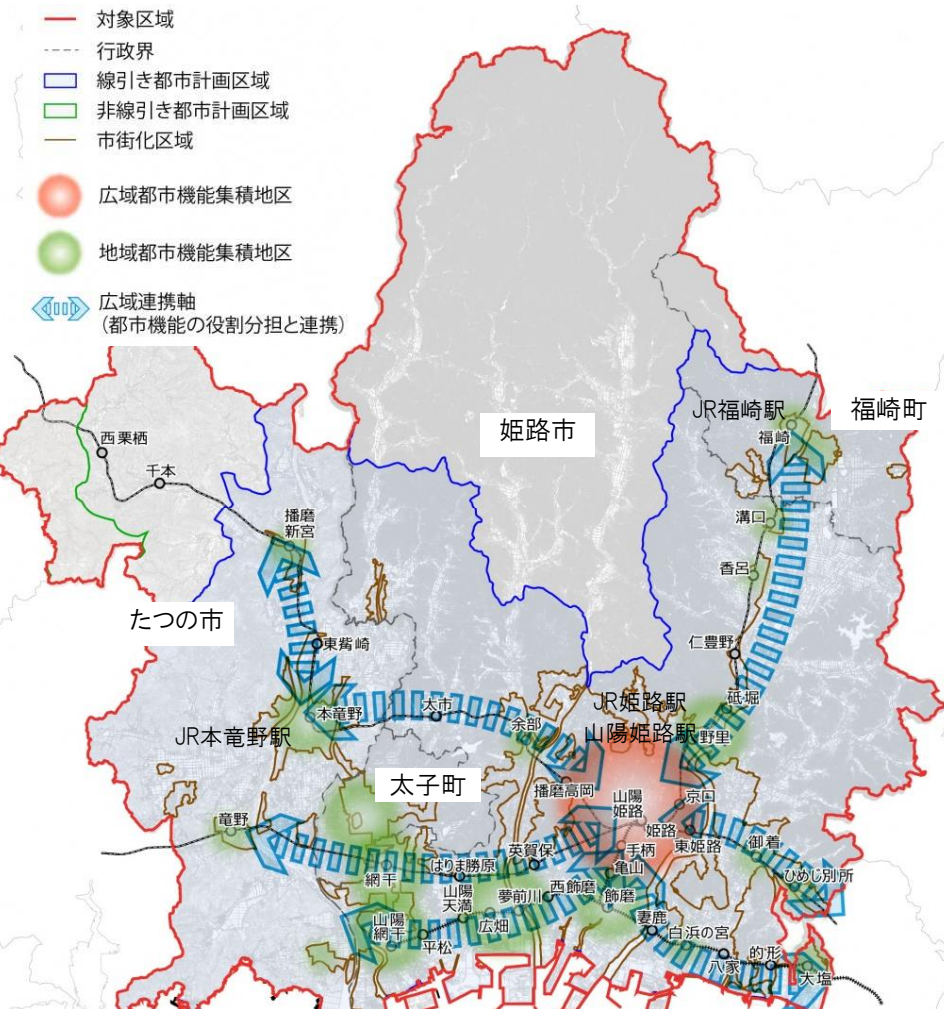 対象区域
行政界
線引き都市計画区域
非線引き都市計画区域
市街化区域
広域都市機能集積地区
地域都市機能集積地区
広域連携軸
(都市機能の役割分担と連携)
JR福崎駅
福崎町
姫路市
福崎
西栗栖
千本
溝口
播磨
新宮
香呂
たつの市
東觜崎
仁豊野
JR姫路駅
砥堀
本竜野
太市
余部
JR本竜野駅
山陽姫路駅
野里
太子町
播磨高岡
山陽
姫路
京口
竜野
姫路
東姫路
御着
英賀保
手柄
網干
はりま勝原
亀山
ひめじ別所
山陽
天満
夢前川
西飾磨
飾磨
山陽
網干
広畑
妻鹿
平松
白浜の宮
八家
的形
大塩